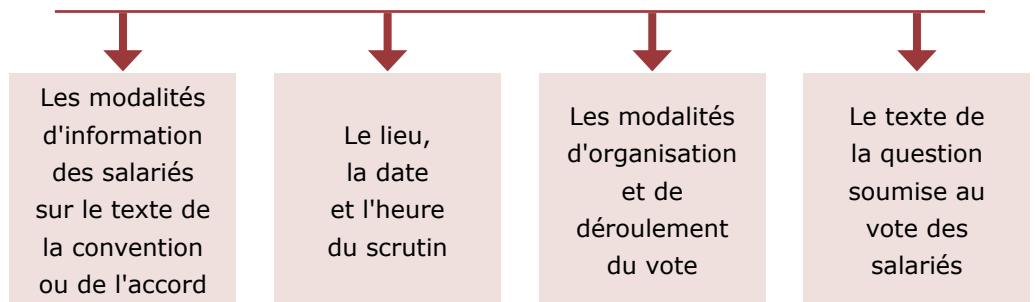 Les modalités
d'information
des salariés
sur le texte de
la convention
ou de l'accord
Le lieu,
la date
et l'heure
du scrutin
Les modalités
d'organisation
et de
déroulement
du vote
Le texte de
la question
soumise au
vote des
salariés